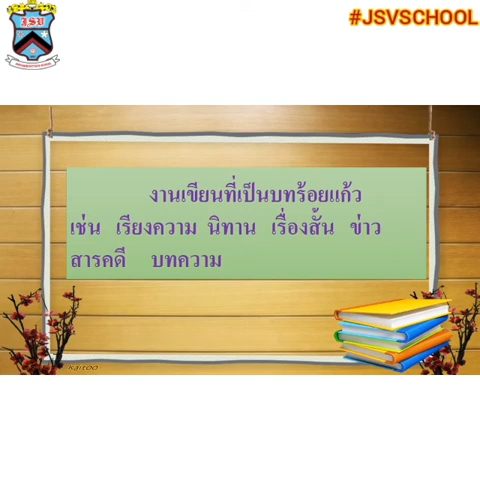 JSV
#JSVSCHOOL
งานเขียนที่เป็นบทร้อยแก้ว
เช่น เรียงความ นิทาน เรื่องสั้น ข่าว
สารคดี บทความ